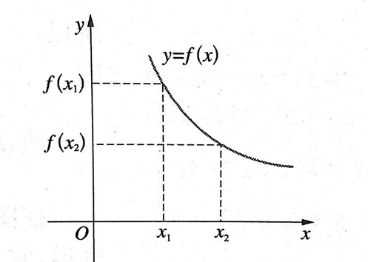 y
y=f(x)
f(x₁)
f(x₂)
O x₁ x₂ x